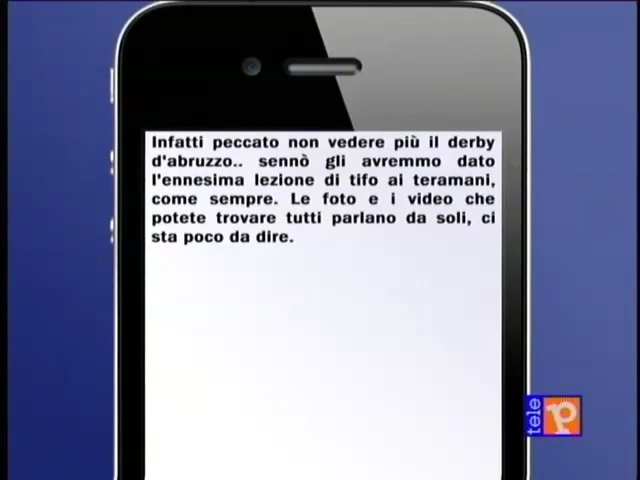 Infatti peccato non vedere più il derby
d'abruzzo.. sennò gli avremmo dato
l'ennesima lezione di tifo ai teramani,
come sempre. Le foto e i video che
potete trovare tutti parlano da soli, ci
sta poco da dire.
tele p